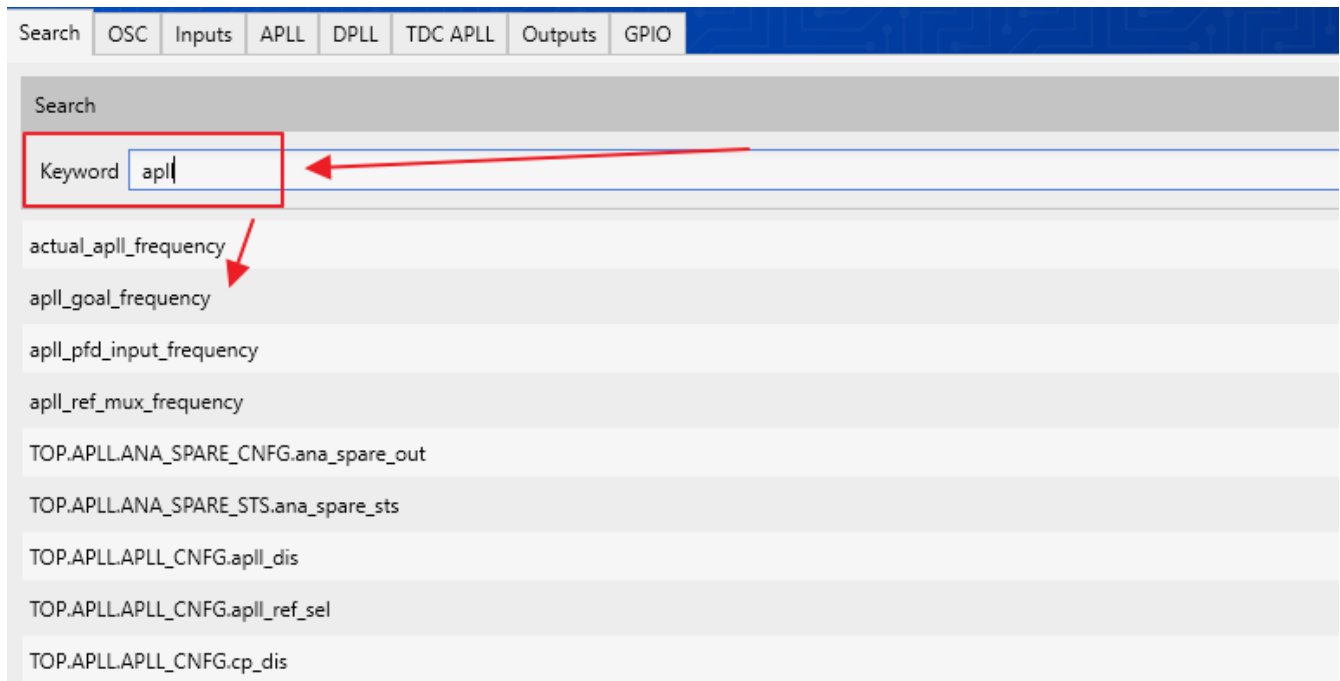 Search OSC Inputs APLL DPLL TDC APLL Outputs GPIO
Search
Keyword apll
actual_apll_frequency
apll_goal_frequency
apll_pfd_input_frequency
apll_ref_mux_frequency
TOP.APLL.ANA_SPARE_CNFG.ana_spare_out
TOP.APLL.ANA_SPARE_STS.ana_spare_sts
TOP.APLL.APLL_CNFG.apll_dis
TOP.APLL.APLL_CNFG.apll_ref_sel
TOP.APLL.APLL_CNFG.cp_dis